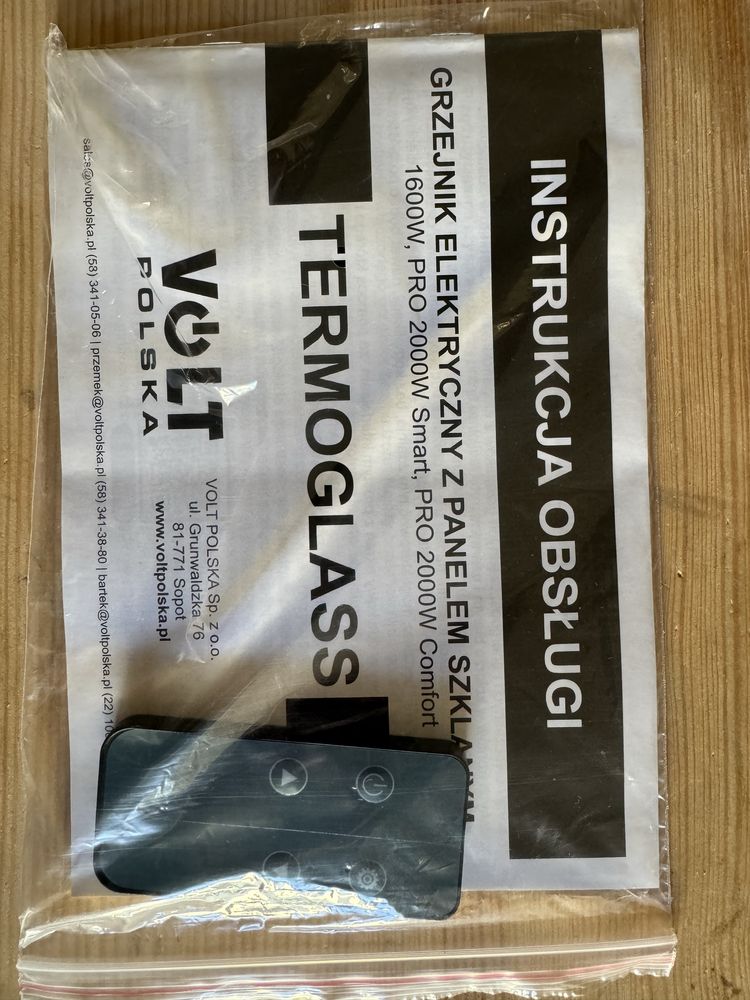 INSTRUKCJA OBSŁUGI
GRZEJNIK ELEKTRYCZNY Z PANELEM SZKLANYM
1600W, PRO 2000W Smart, PRO 2000W Comfort
TERMOGLASS
VOLT
POLSKA
VOLT POLSKA Sp. z o.o.
ul. Grunwaldzka 76
81-771 Sopot
www.voltpolska.pl
sales@voltpolska.pl (58) 341-05-06 | przemek@voltpolska.pl (58) 341-38-80 | bartek@voltpolska.pl (22)